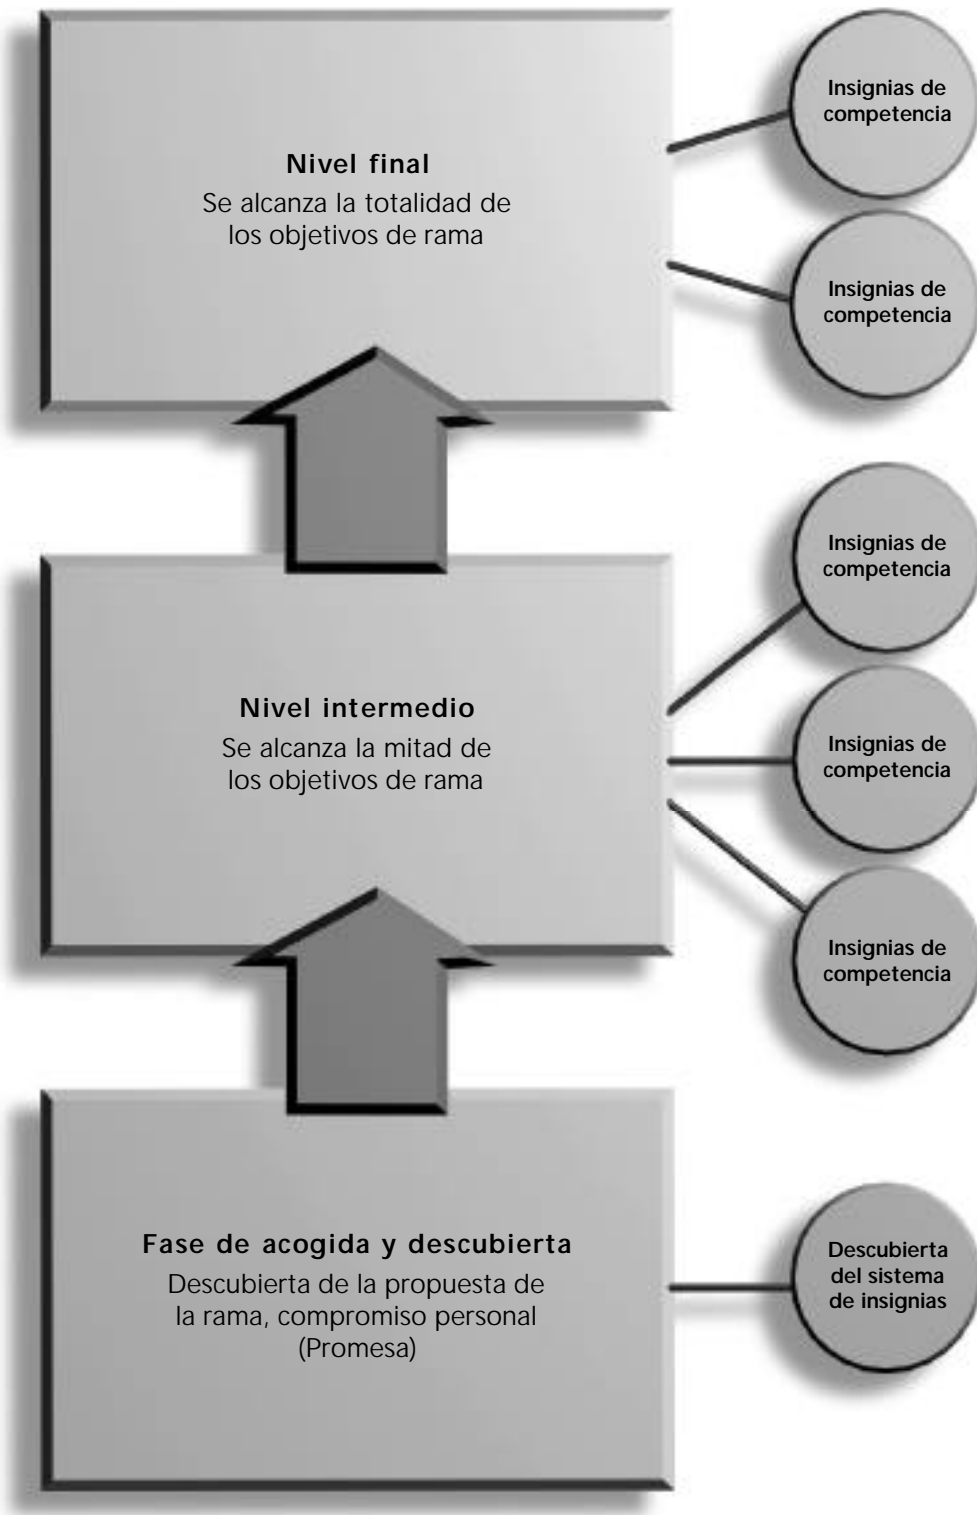 Insignias de
competencia
Nivel final
Se alcanza la totalidad de
los objetivos de rama
Insignias de
competencia
Insignias de
competencia
Nivel intermedio
Se alcanza la mitad de
los objetivos de rama
Insignias de
competencia
Insignias de
competencia
Fase de acogida y descubierta
Descubierta de la propuesta de
la rama, compromiso personal
(Promesa)
Descubierta
del sistema
de insignias